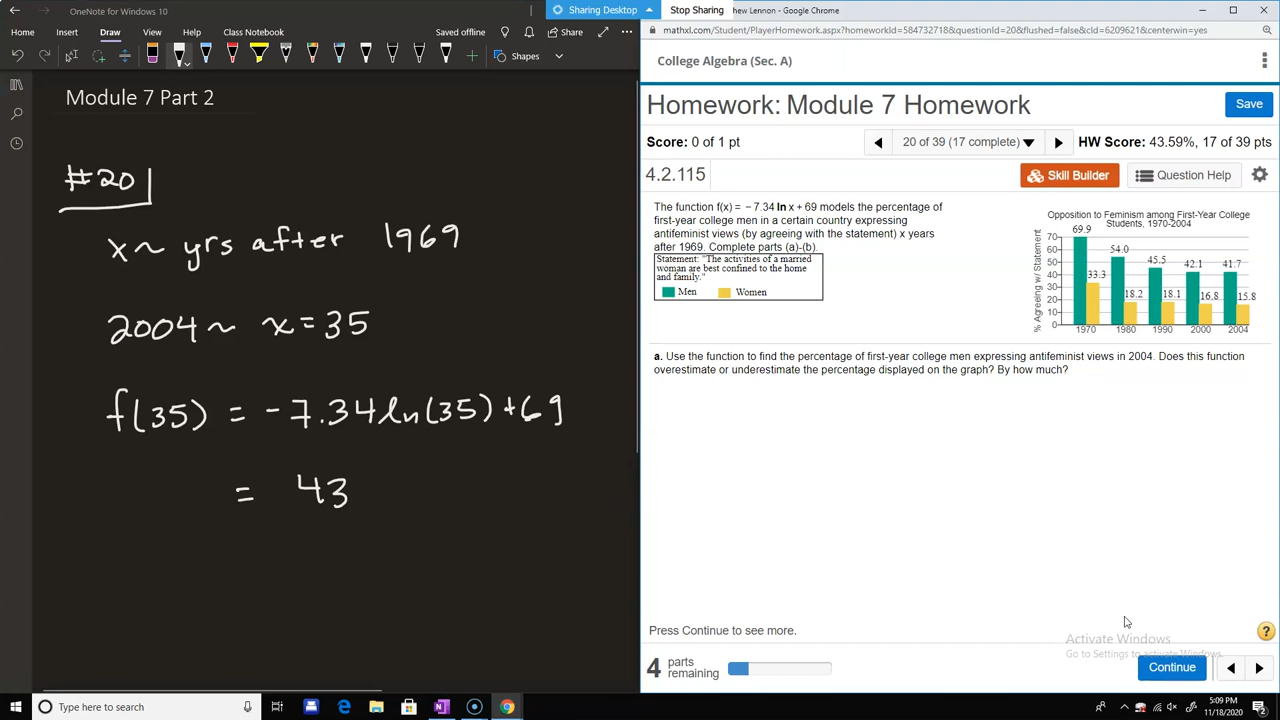 OneNote for Windows 10
Sharing Desktop
Stop Sharing
hew Lennon - Google Chrome
Home Insert Draw View Help Class Notebook Saved offline Share
mathxl.com/Student/PlayerHomework.aspx?homeworkId=584732718&questionId=20&flushed=false&cId=6209621&centerwin=yes
Shapes
College Algebra (Sec. A)
Module 7 Part 2
Homework: Module 7 Homework
Save
Score: 0 of 1 pt
20 of 39 (17 complete)
HW Score: 43.59%, 17 of 39 pts
4.2.115
Skill Builder
Question Help
#20
x ~ yrs after 1969
2004 ~ x = 35
f(35) = -7.34 ln(35) + 69
= 43
The function f(x) = − 7.34 ln x + 69 models the percentage of
first-year college men in a certain country expressing
antifeminist views (by agreeing with the statement) x years
after 1969. Complete parts (a)-(b).
Statement: "The activities of a married
woman are best confined to the home
and family."
Men Women
Opposition to Feminism among First-Year College
Students, 1970-2004
% Agreeing w/ Statement
70
60
50
40
30
20
10
0
69.9 54.0 45.5 42.1 41.7
33.3 18.2 18.1 16.8 15.8
1970 1980 1990 2000 2004
a. Use the function to find the percentage of first-year college men expressing antifeminist views in 2004. Does this function
overestimate or underestimate the percentage displayed on the graph? By how much?
Press Continue to see more.
?
Activate Windows
Go to Settings to activate Windows.
4 parts
remaining
Continue
Type here to search
5:09 PM
11/18/2020
2